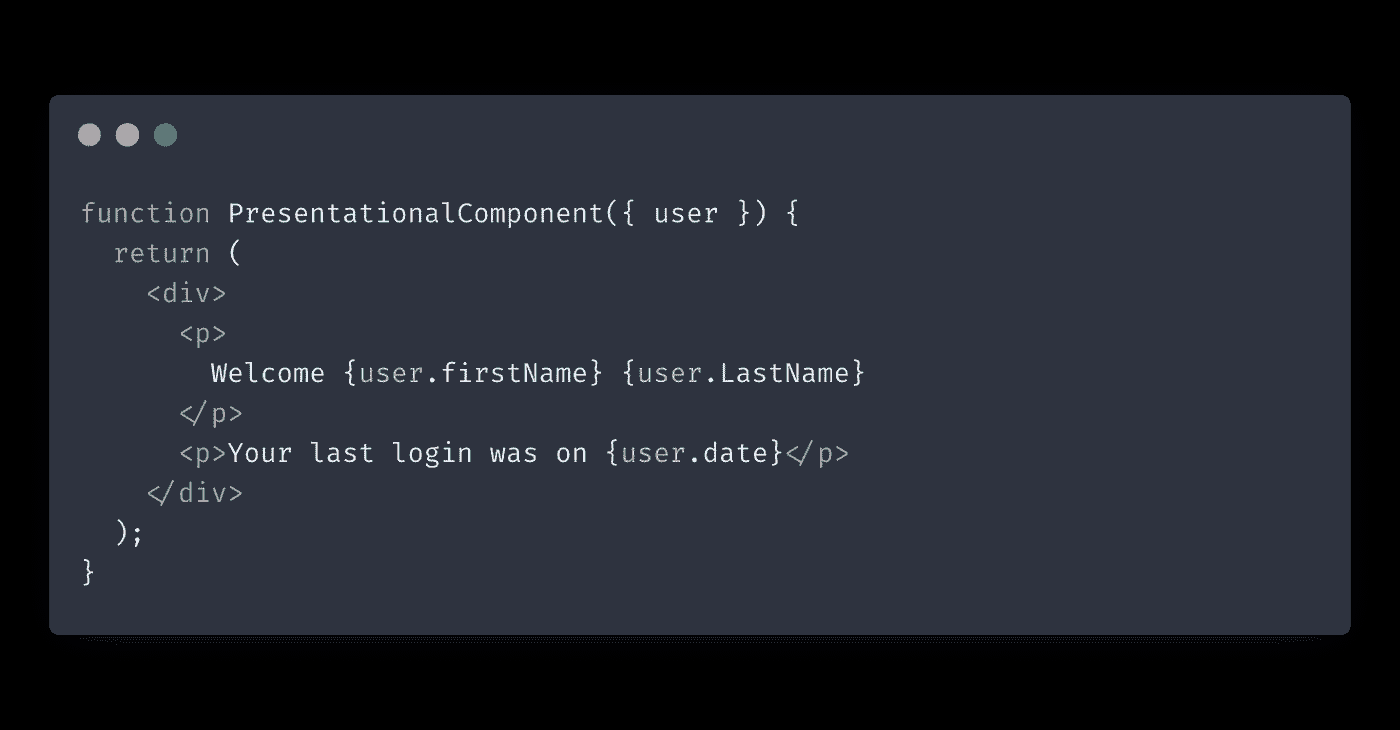 function PresentationalComponent({ user }) {
  return (
    <div>
      <p>
        Welcome {user.firstName} {user.LastName}
      </p>
      <p>Your last login was on {user.date}</p>
    </div>
  );
}